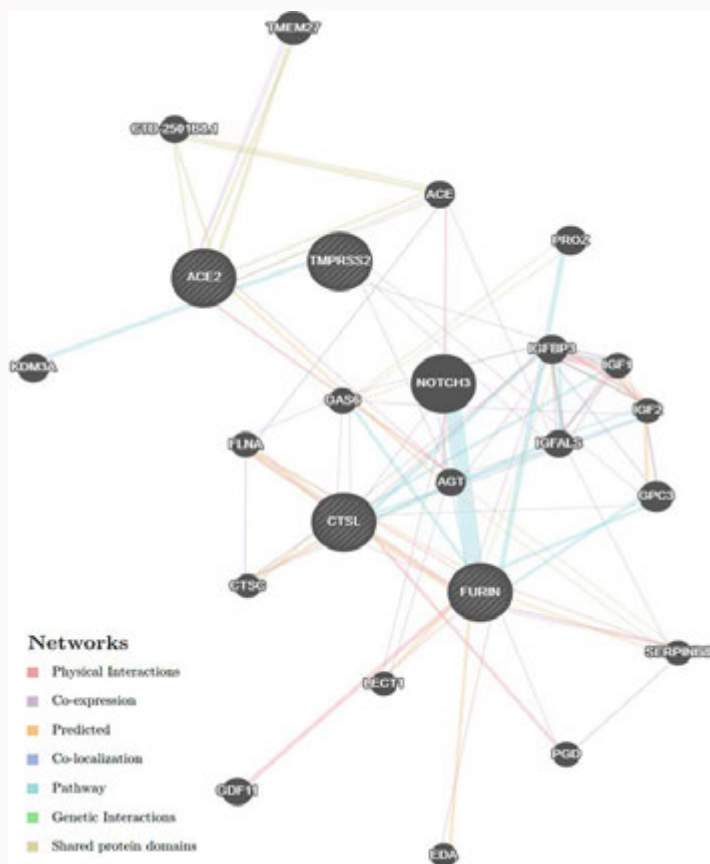 TMEM27
ACE
PROZ
TMPRSS2
ACE2
IGFBP3
IGF1
KDM3A
NOTCH3
GAS6
IGF2
FLNA
IGFALS
AGT
GPC3
CTSL
CTSC
FURIN
Networks
Physical Interactions
LECT1
Co-expression
Predicted
PGD
Co-localization
Pathway
GDF11
Genetic Interactions
Shared protein domains
EDA